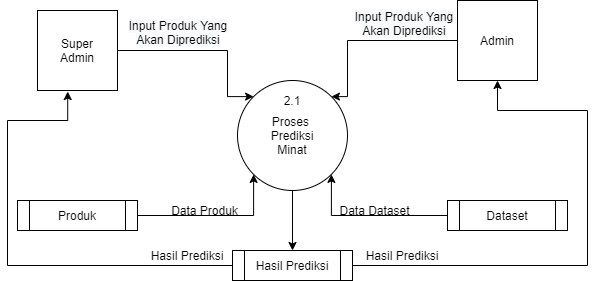 Super
Admin
Input Produk Yang
Akan Diprediksi
Input Produk Yang
Akan Diprediksi
Admin
2.1
Proses
Prediksi
Minat
Produk
Data Produk
Data Dataset
Dataset
Hasil Prediksi
Hasil Prediksi
Hasil Prediksi